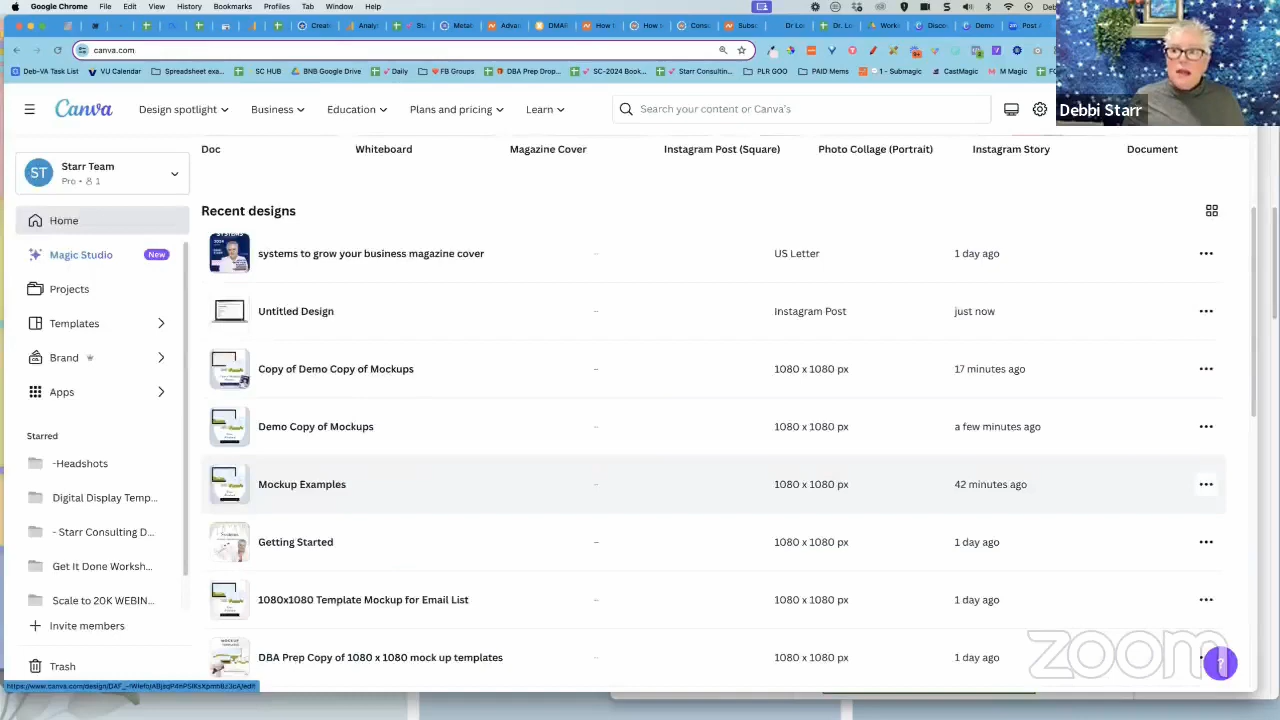 Google Chrome File Edit View History Bookmarks Profiles Tab Window Help
canva.com
Deb-VA Task List VU Calendar Spreadsheet exa... SC HUB BNB Google Drive Daily FB Groups DBA Prep Drop... SC-2024 Book... Starr Consultin... PLR GOO PAID Mems 1 - Submagic CastMagic M Magic
Debbi Starr
Canva Design spotlight Business Education Plans and pricing Learn Search your content or Canva's
Doc Whiteboard Magazine Cover Instagram Post (Square) Photo Collage (Portrait) Instagram Story Document
ST Starr Team
Pro • 1
Home
Magic Studio New
Projects
Templates
Brand
Apps
Starred
-Headshots
Digital Display Temp...
- Starr Consulting D...
Get It Done Worksh...
Scale to 20K WEBIN...
Invite members
Trash
Recent designs
systems to grow your business magazine cover – US Letter 1 day ago
Untitled Design – Instagram Post just now
Copy of Demo Copy of Mockups – 1080 x 1080 px 17 minutes ago
Demo Copy of Mockups – 1080 x 1080 px a few minutes ago
Mockup Examples – 1080 x 1080 px 42 minutes ago
Getting Started – 1080 x 1080 px 1 day ago
1080x1080 Template Mockup for Email List – 1080 x 1080 px 1 day ago
DBA Prep Copy of 1080 x 1080 mock up templates – 1080 x 1080 px 1 day ago
zoom
?